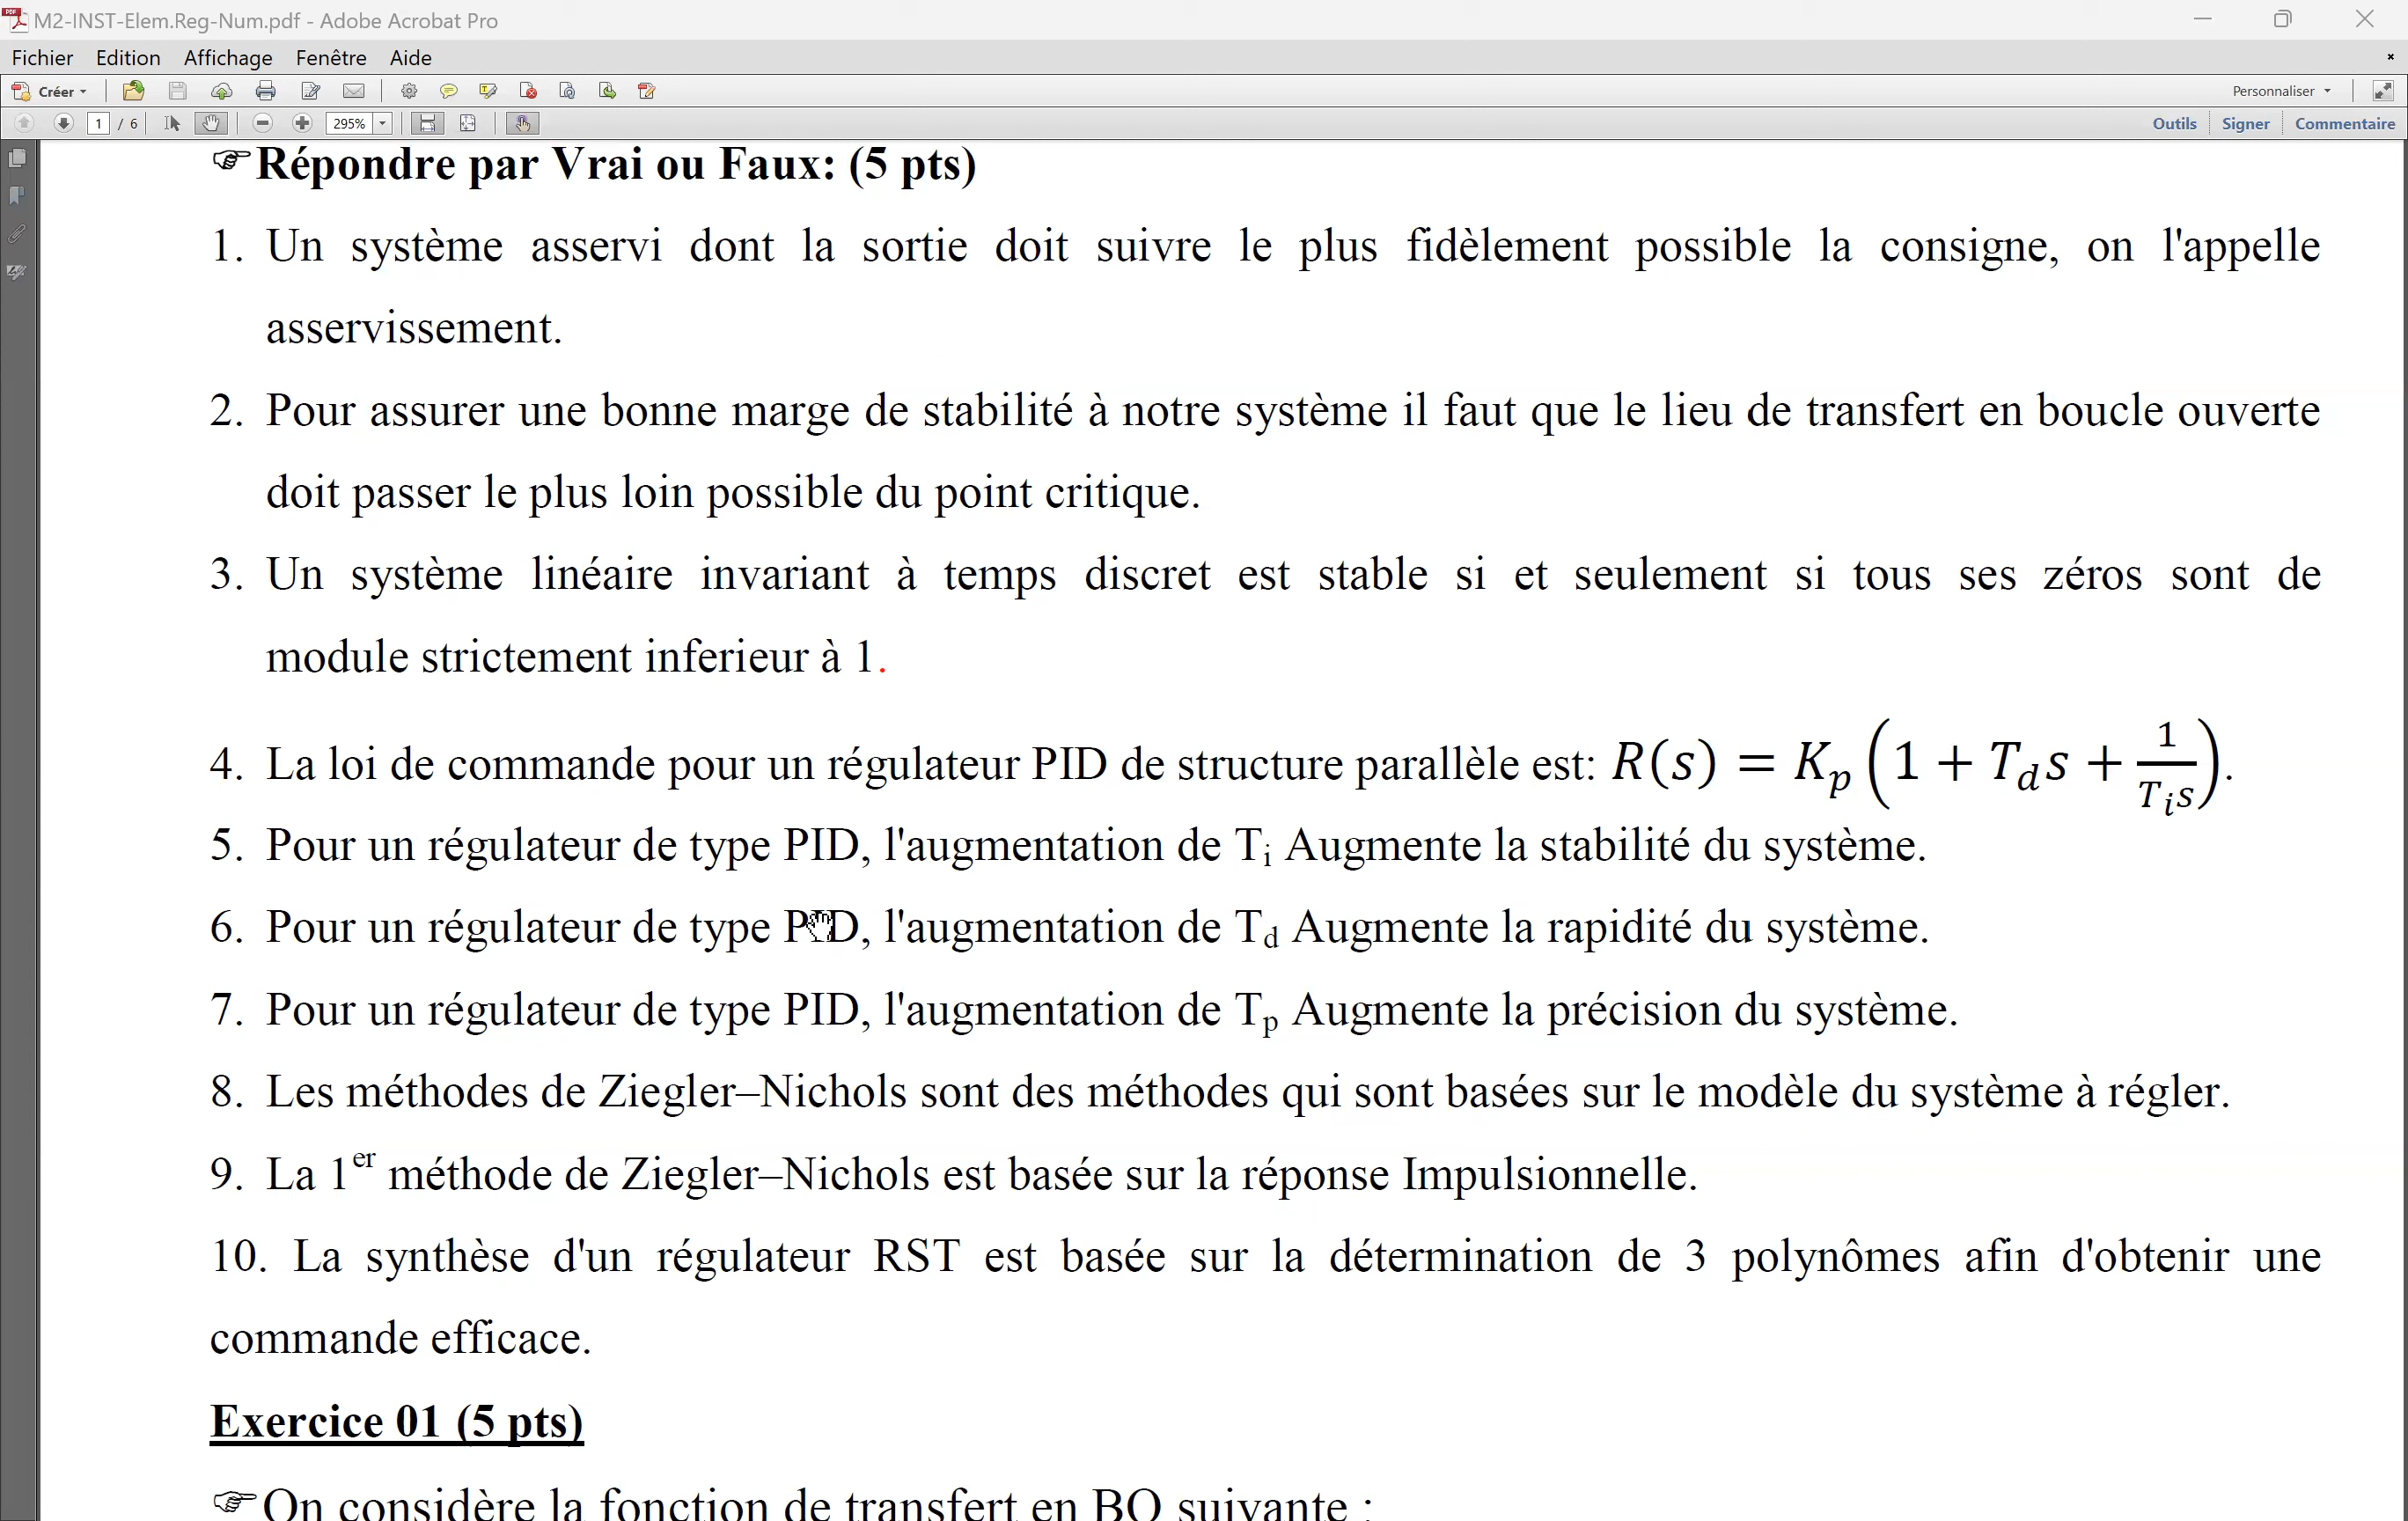 M2-INST-Elem.Reg-Num.pdf - Adobe Acrobat Pro
Fichier Edition Affichage Fenêtre Aide
Créer Personnaliser
1 / 6 295% Outils Signer Commentaire
☞Répondre par Vrai ou Faux: (5 pts)
1. Un système asservi dont la sortie doit suivre le plus fidèlement possible la consigne, on l'appelle
asservissement.
2. Pour assurer une bonne marge de stabilité à notre système il faut que le lieu de transfert en boucle ouverte
doit passer le plus loin possible du point critique.
3. Un système linéaire invariant à temps discret est stable si et seulement si tous ses zéros sont de
module strictement inferieur à 1.
4. La loi de commande pour un régulateur PID de structure parallèle est: R(s) = K_p (1 + T_d s + 1/(T_i s)).
5. Pour un régulateur de type PID, l'augmentation de T_i Augmente la stabilité du système.
6. Pour un régulateur de type PID, l'augmentation de T_d Augmente la rapidité du système.
7. Pour un régulateur de type PID, l'augmentation de T_p Augmente la précision du système.
8. Les méthodes de Ziegler–Nichols sont des méthodes qui sont basées sur le modèle du système à régler.
9. La 1er méthode de Ziegler–Nichols est basée sur la réponse Impulsionnelle.
10. La synthèse d'un régulateur RST est basée sur la détermination de 3 polynômes afin d'obtenir une
commande efficace.
Exercice 01 (5 pts)
☞On considère la fonction de transfert en BO suivante :